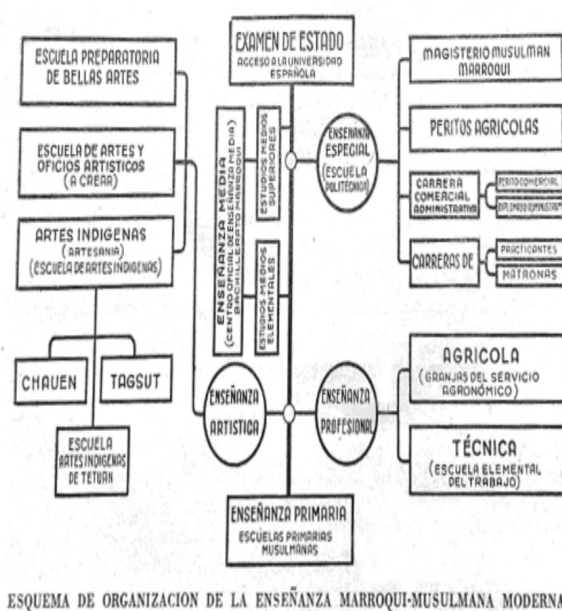 ESCUELA PREPARATORIA
DE BELLAS ARTES
ESCUELA DE ARTES Y
OFICIOS ARTISTICOS
(A CREAR)
ARTES INDIGENAS
(ARTESANIA)
(ESCUELA DE ARTES INDIGENAS)
CHAUEN
TAGSUT
ESCUELA
ARTES INDIGENAS
DE TETUAN
EXAMEN DE ESTADO
ACCESO A LA UNIVERSIDAD
ESPAÑOLA
ENSEÑANZA MEDIA
(CENTRO OFICIAL DE ENSEÑANZA MEDIA)
BACHILLERATO MARROQUI
ESTUDIOS MEDIOS
SUPERIORES
ESTUDIOS MEDIOS
ELEMENTALES
ENSEÑANZA
ESPECIAL
(ESCUELA
POLITÉCNICA)
ENSEÑANZA
ARTISTICA
ENSEÑANZA
PROFESIONAL
ENSEÑANZA PRIMARIA
ESCUELAS PRIMARIAS
MUSULMANAS
MAGISTERIO MUSULMAN
MARROQUI
PERITOS AGRICOLAS
CARRERA
COMERCIAL
ADMINISTRATIVA
PERITO COMERCIAL
CARRERAS DE
PRACTICANTES
MATRONAS
AGRICOLA
(GRANJAS DEL SERVICIO
AGRONÓMICO)
TÉCNICA
(ESCUELA ELEMENTAL
DEL TRABAJO)
ESQUEMA DE ORGANIZACION DE LA ENSEÑANZA MARROQUI-MUSULMANA MODERNA